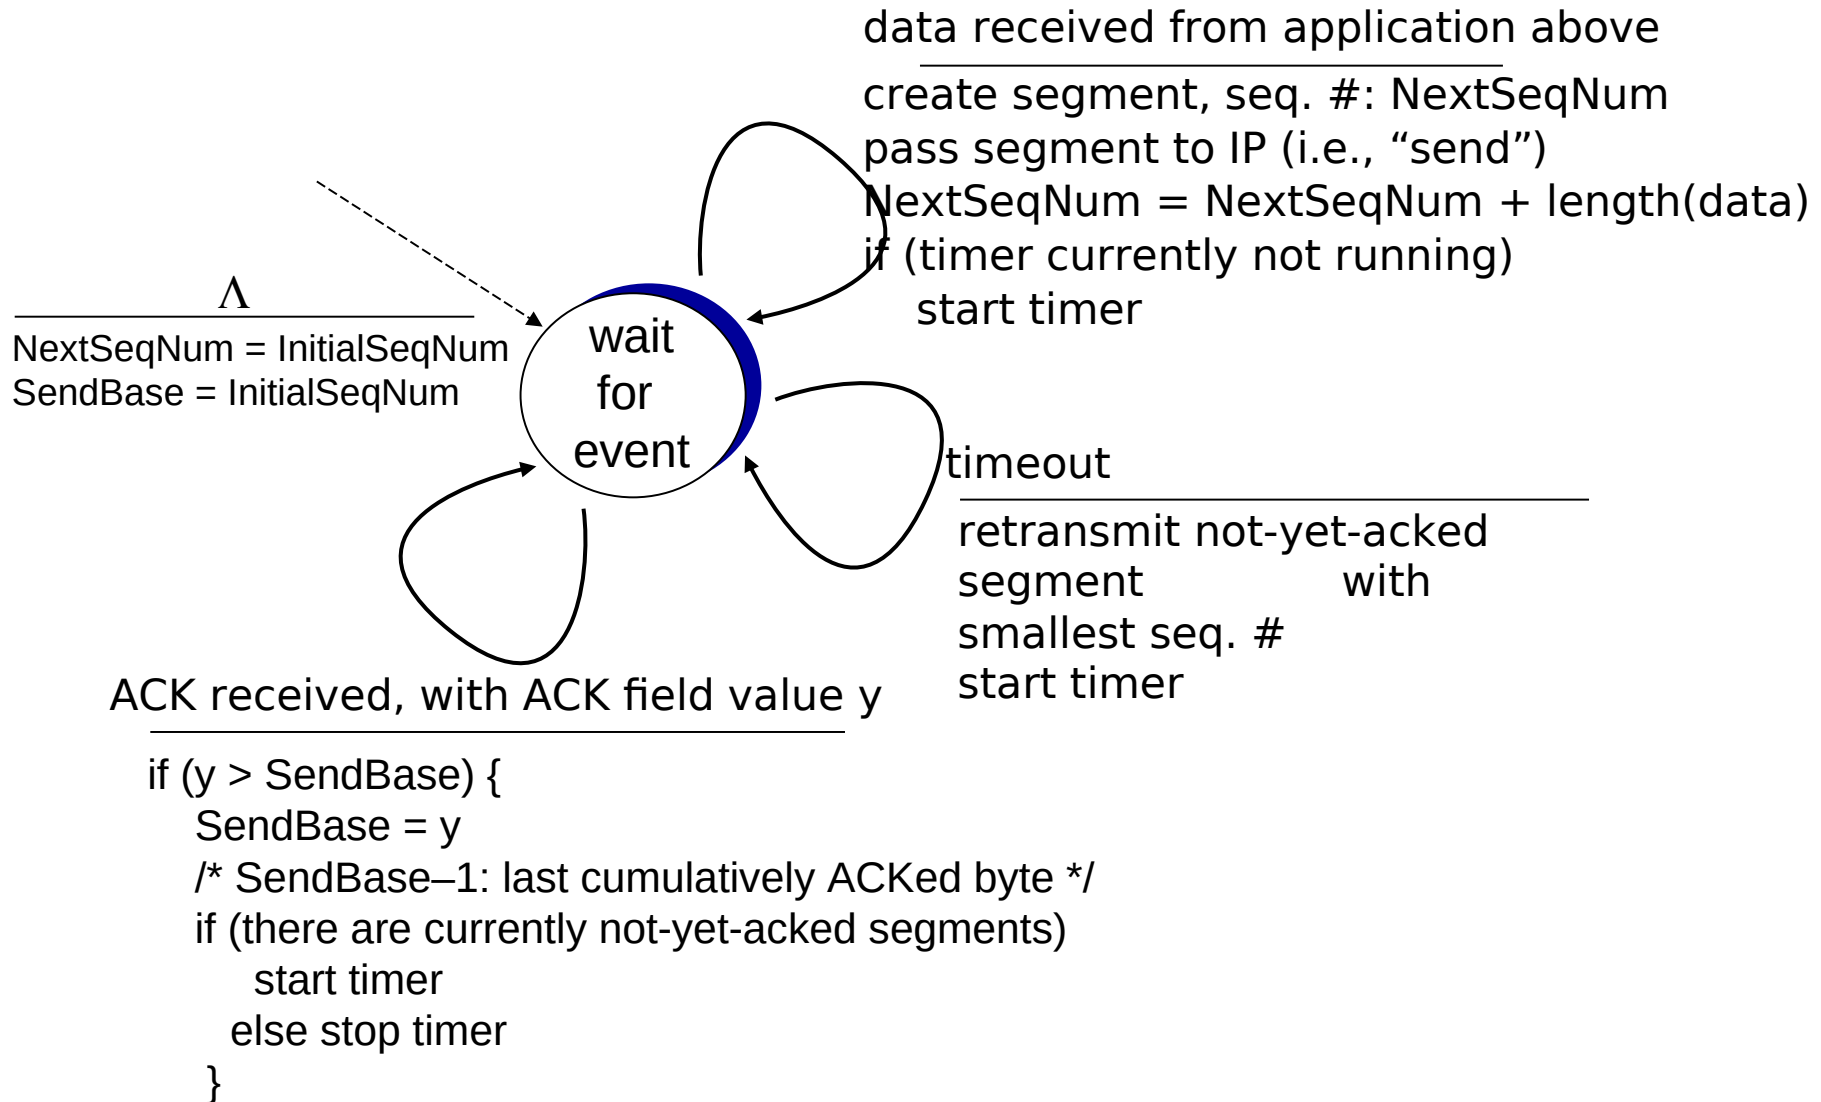 data received from application above
create segment, seq. #: NextSeqNum
pass segment to IP (i.e., “send”)
NextSeqNum = NextSeqNum + length(data)
if (timer currently not running)
start timer
Λ
NextSeqNum = InitialSeqNum
SendBase = InitialSeqNum
wait
for
event
timeout
retransmit not-yet-acked
segment with
smallest seq. #
start timer
ACK received, with ACK field value y
if (y > SendBase) {
SendBase = y
/* SendBase–1: last cumulatively ACKed byte */
if (there are currently not-yet-acked segments)
start timer
else stop timer
}